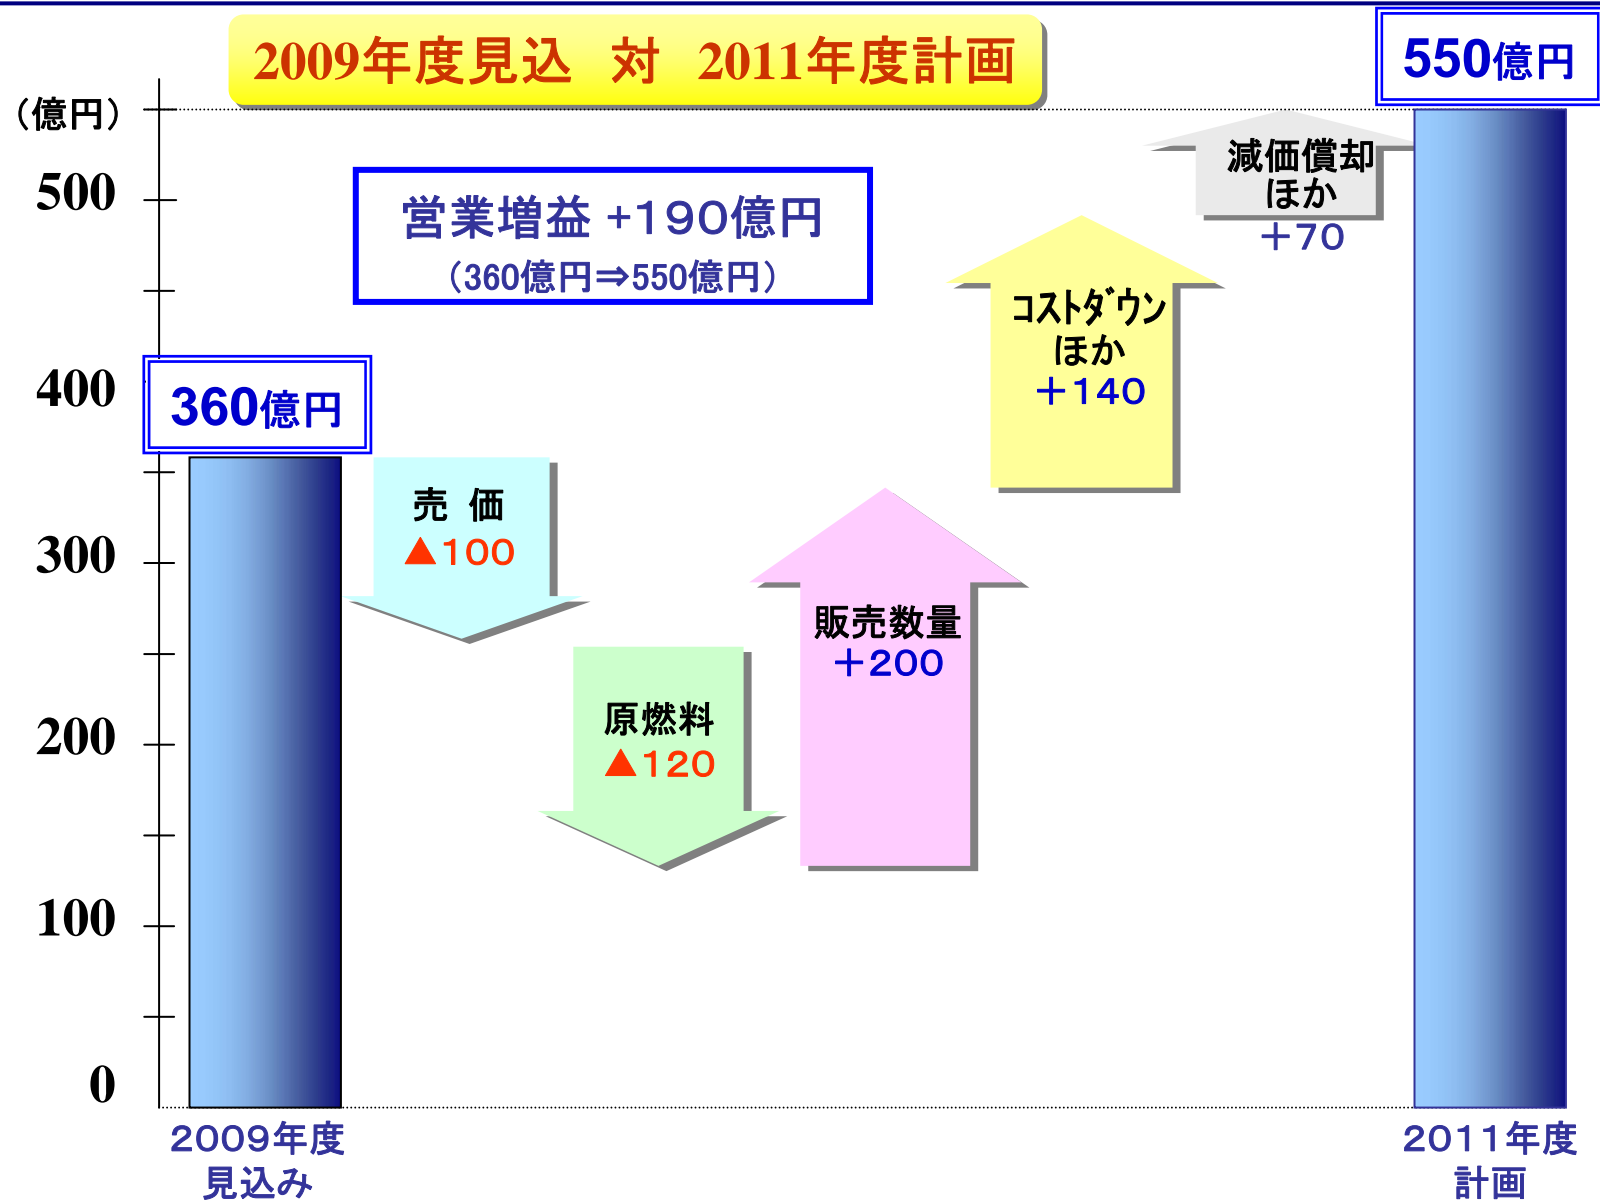 2009年度見込 対 2011年度計画
550億円
（億円）
500
400
300
200
100
0
営業増益 +１９０億円
（360億円⇒550億円）
360億円
売 価
▲１００
原燃料
▲１２０
販売数量
＋２００
ｺｽﾄﾀﾞｳﾝ
ほか
＋１４０
減価償却
ほか
＋７０
２００９年度
見込み
２０１１年度
計画